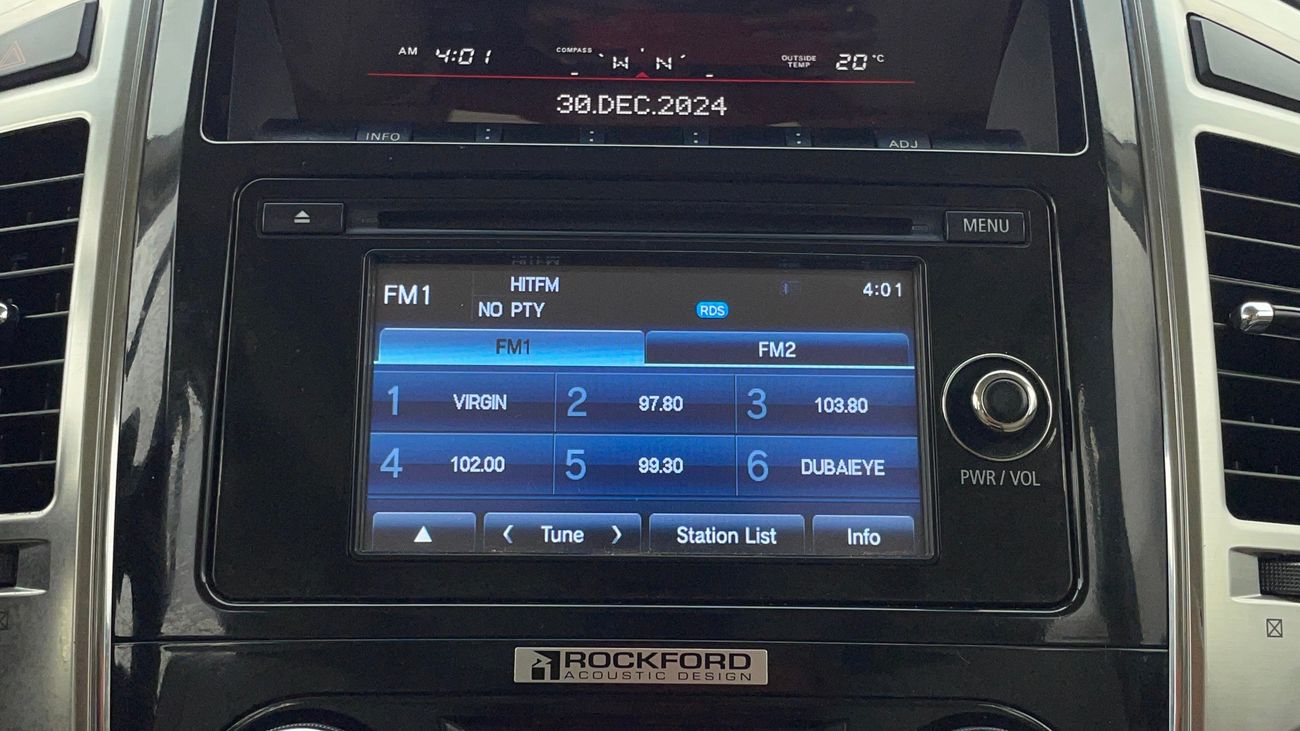 AM 4:01 COMPASS W N OUTSIDE TEMP 20 °C
30.DEC.2024
INFO ADJ
MENU
FM1 HITFM 4:01
NO PTY RDS
FM1 FM2
1 VIRGIN 2 97.80 3 103.80
4 102.00 5 99.30 6 DUBAIEYE
Tune Station List Info
PWR / VOL
ROCKFORD
ACOUSTIC DESIGN